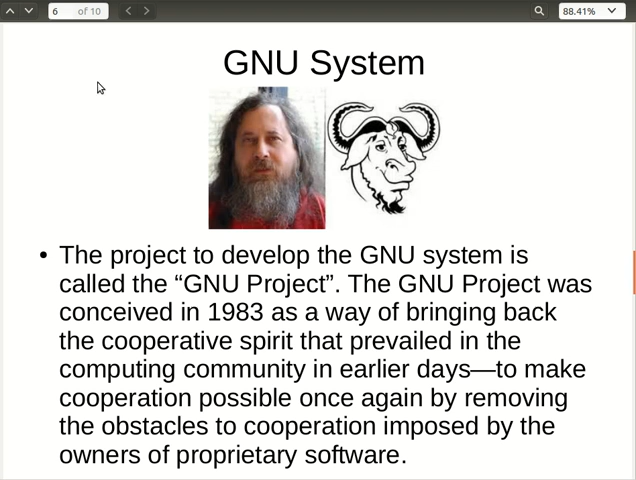 6 of 10 88.41%
GNU System
• The project to develop the GNU system is
called the “GNU Project”. The GNU Project was
conceived in 1983 as a way of bringing back
the cooperative spirit that prevailed in the
computing community in earlier days—to make
cooperation possible once again by removing
the obstacles to cooperation imposed by the
owners of proprietary software.